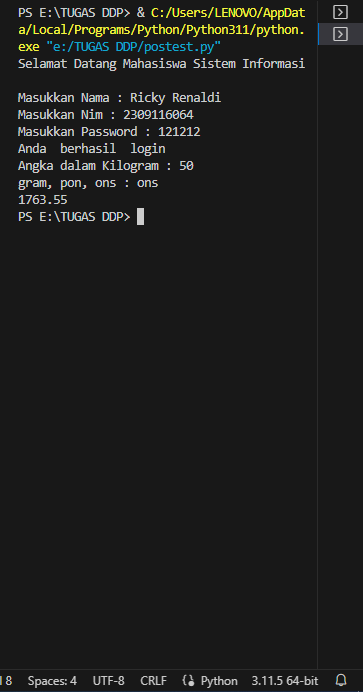 PS E:\TUGAS DDP> & C:/Users/LENOVO/AppDat
a/Local/Programs/Python/Python311/python.
exe "e:/TUGAS DDP/postest.py"
Selamat Datang Mahasiswa Sistem Informasi
Masukkan Nama : Ricky Renaldi
Masukkan Nim : 2309116064
Masukkan Password : 121212
Anda  berhasil  login
Angka dalam Kilogram : 50
gram, pon, ons : ons
1763.55
PS E:\TUGAS DDP>
8 Spaces: 4 UTF-8 CRLF Python 3.11.5 64-bit